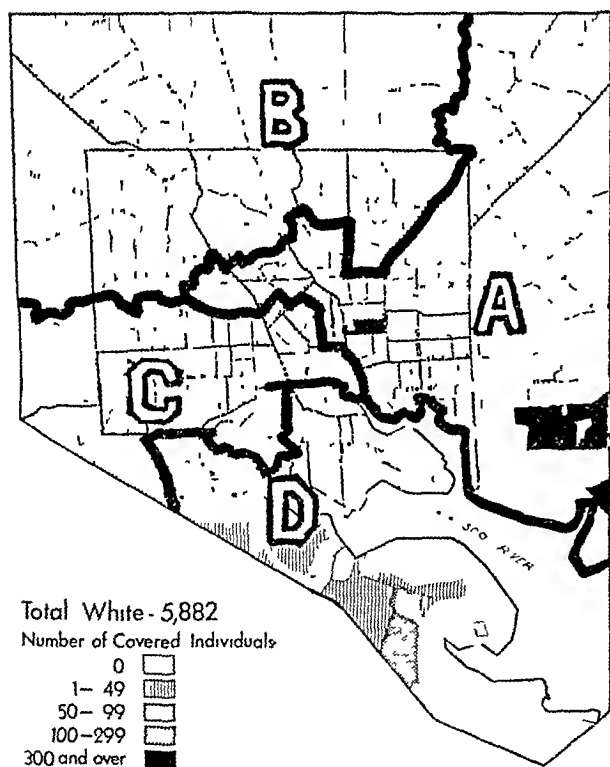 B
A
C
D
RIVER
Total White - 5,882
Number of Covered Individuals
0
1- 49
50- 99
100-299
300 and over